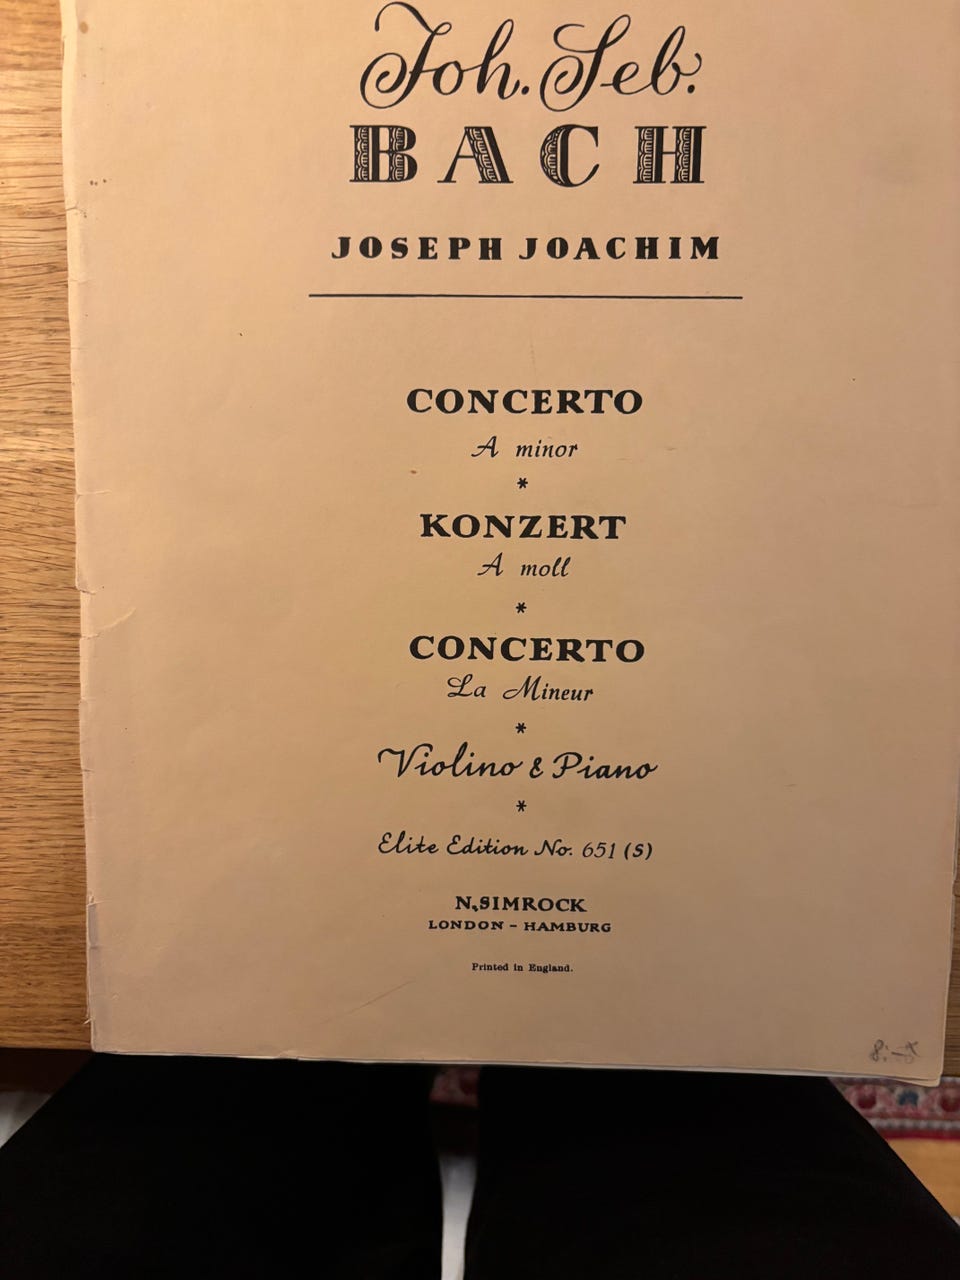 Joh. Seb.
BACH
JOSEPH JOACHIM
CONCERTO
A minor
*
KONZERT
A moll
*
CONCERTO
La Mineur
*
Violino & Piano
*
Elite Edition No. 651 (S)
N. SIMROCK
LONDON – HAMBURG
Printed in England.